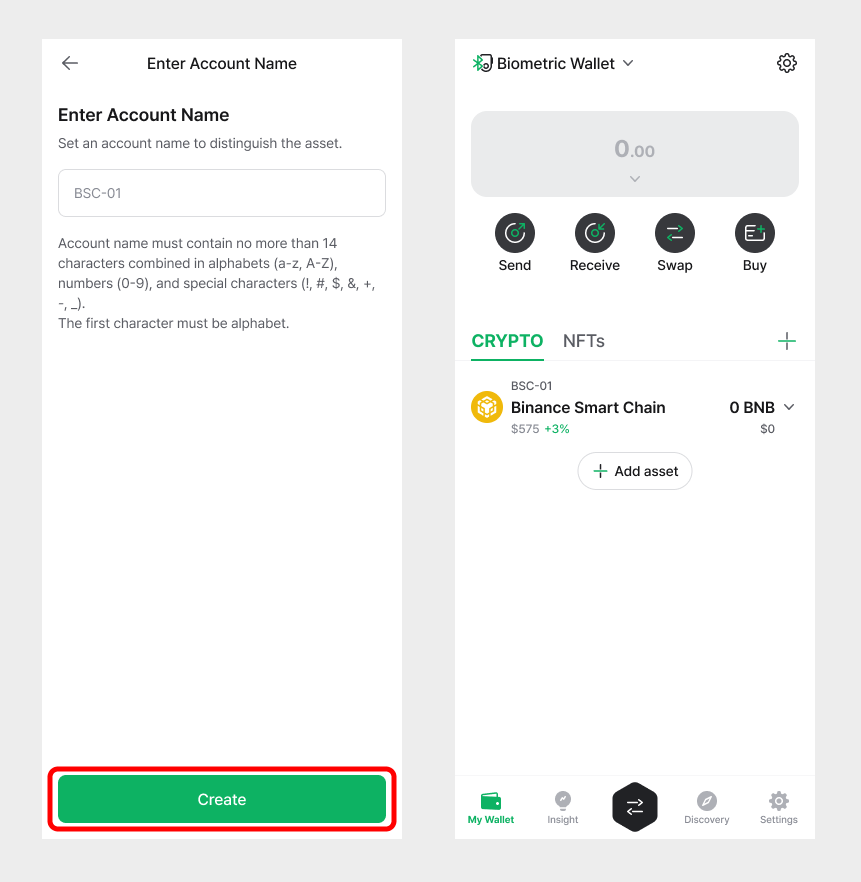 Enter Account Name
Enter Account Name
Set an account name to distinguish the asset.
BSC-01
Account name must contain no more than 14
characters combined in alphabets (a-z, A-Z),
numbers (0-9), and special characters (!, #, $, &, +,
-, _).
The first character must be alphabet.
Create
Biometric Wallet
0.00
Send Receive Swap Buy
CRYPTO NFTs
BSC-01
Binance Smart Chain 0 BNB
$575 +3% $0
Add asset
My Wallet Insight Discovery Settings